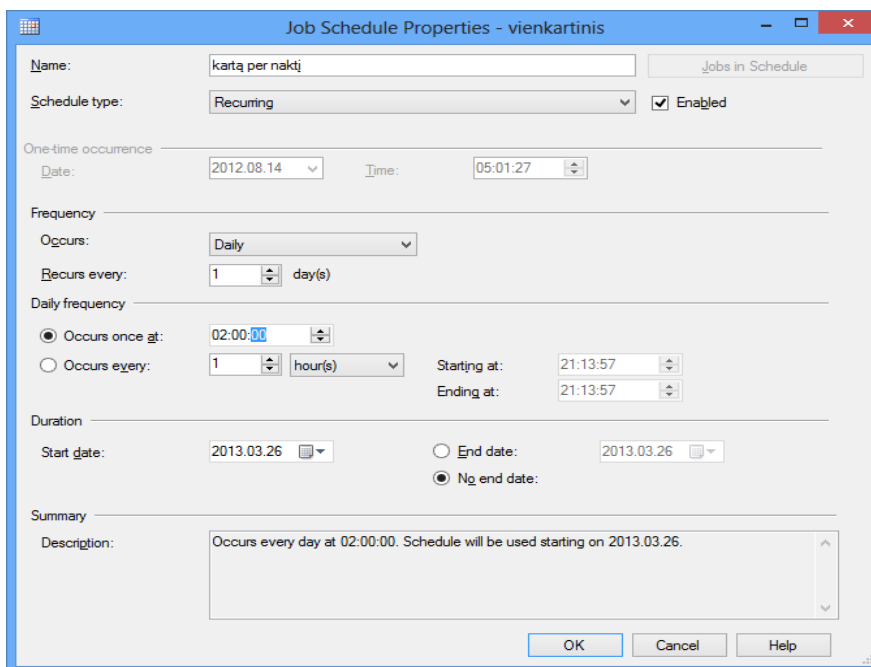 Job Schedule Properties - vienkartinis
Name: kartą per naktį Jobs in Schedule
Schedule type: Recurring Enabled
One-time occurrence
Date: 2012.08.14 Time: 05:01:27
Frequency
Occurs: Daily
Recurs every: 1 day(s)
Daily frequency
Occurs once at: 02:00:00
Occurs every: 1 hour(s) Starting at: 21:13:57
Ending at: 21:13:57
Duration
Start date: 2013.03.26 End date: 2013.03.26
No end date:
Summary
Description: Occurs every day at 02:00:00. Schedule will be used starting on 2013.03.26.
OK Cancel Help